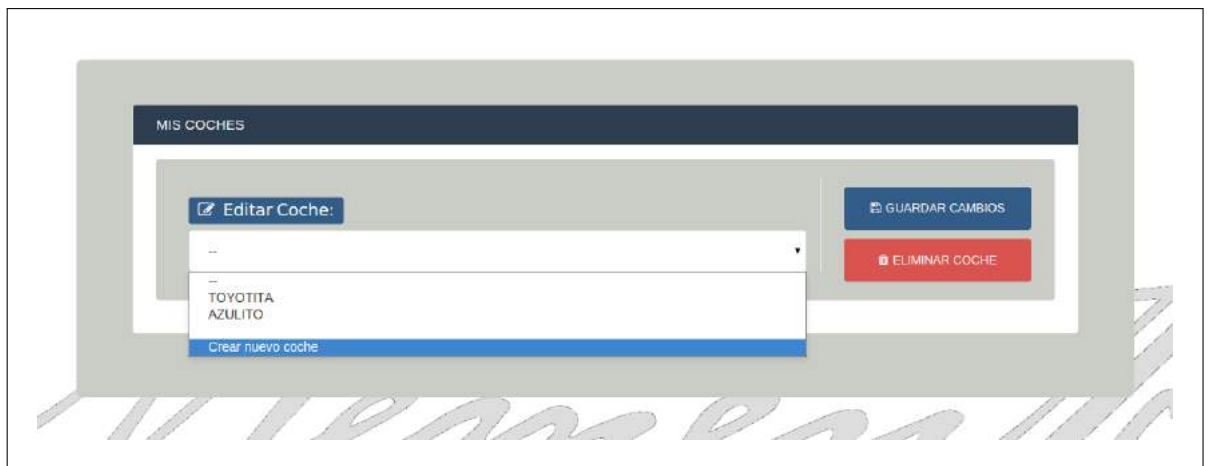 MIS COCHES
Editar Coche:
GUARDAR CAMBIOS
--
ELIMINAR COCHE
--
TOYOTITA
AZULITO
Crear nuevo coche